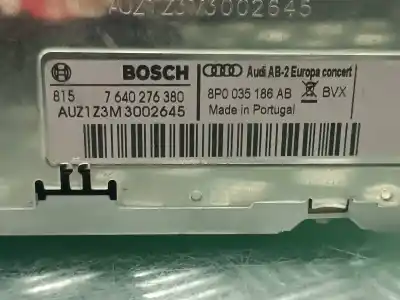 AUZ1Z3M3002645
BOSCH
Audi AB-2 Europa concert
815 7 640 276 380
8P0 035 186 AB BVX
AUZ1Z3M3002645
Made in Portugal